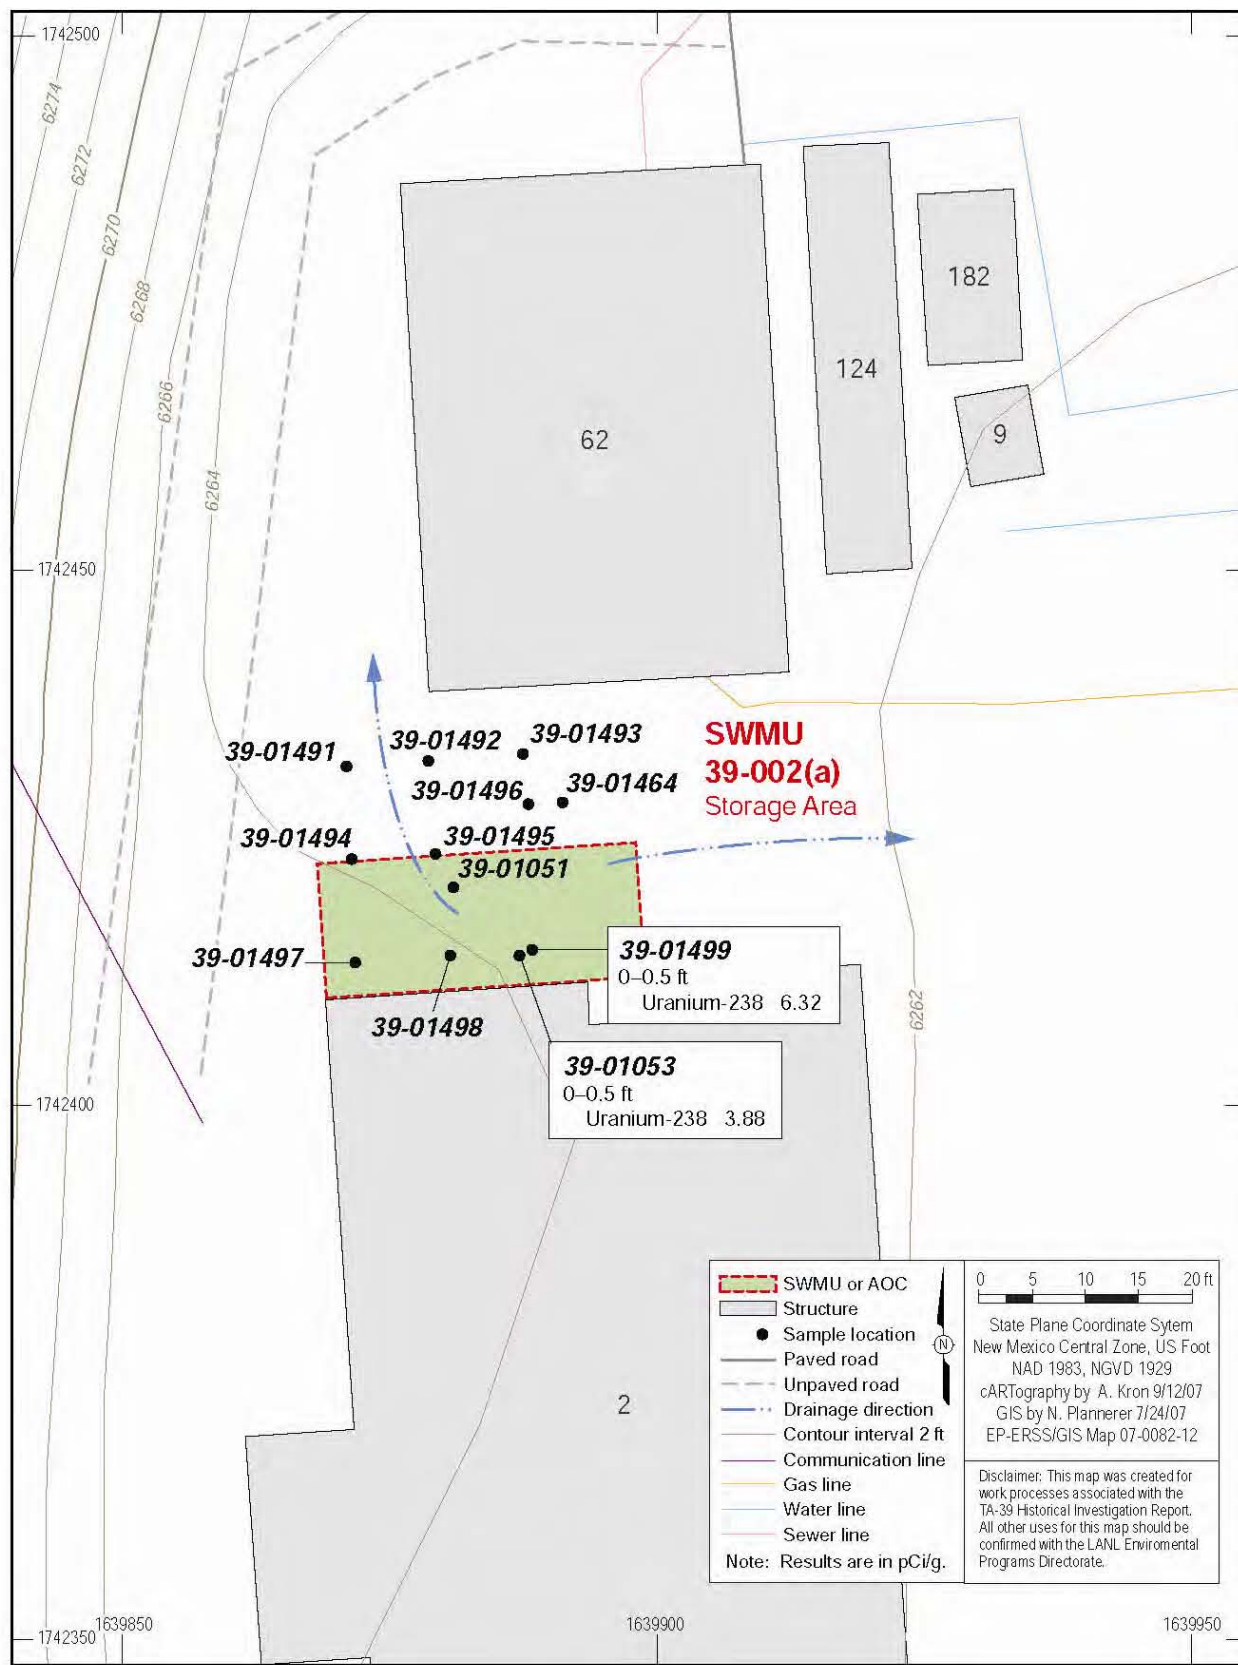 1742500
6274
6272
6270
6268
6266
6264
182
124
9
62
1742450
39-01491
39-01492
39-01493
39-01496
39-01464
SWMU
39-002(a)
Storage Area
39-01494
39-01495
39-01051
39-01497
39-01498
39-01499
0–0.5 ft
Uranium-238 6.32
39-01053
0–0.5 ft
Uranium-238 3.88
6262
1742400
2
SWMU or AOC
Structure
Sample location
Paved road
Unpaved road
Drainage direction
Contour interval 2 ft
Communication line
Gas line
Water line
Sewer line
Note: Results are in pCi/g.
N
0 5 10 15 20 ft
State Plane Coordinate Sytem
New Mexico Central Zone, US Foot
NAD 1983, NGVD 1929
cARTography by A. Kron 9/12/07
GIS by N. Plannerer 7/24/07
EP-ERSS/GIS Map 07-0082-12
Disclaimer: This map was created for
work processes associated with the
TA-39 Historical Investigation Report.
All other uses for this map should be
confirmed with the LANL Enviromental
Programs Directorate.
1639850
1639900
1639950
1742350